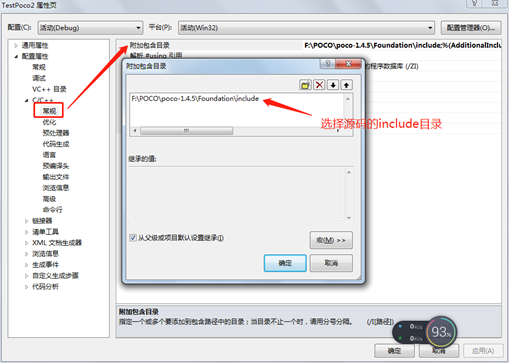 TestPoco2 属性页
配置(C): 活动(Debug) 平台(P): 活动(Win32) 配置管理器(O)...
通用属性
配置属性
常规
调试
VC++ 目录
C/C++
常规
优化
预处理器
代码生成
语言
预编译头
输出文件
浏览信息
高级
命令行
链接器
清单工具
XML 文档生成器
浏览信息
生成事件
自定义生成步骤
代码分析
附加包含目录 F:\POCO\poco-1.4.5\Foundation\include;%(AdditionalInclu
解析 #using 引用
的程序数据库 (/ZI)
附加包含目录
F:\POCO\poco-1.4.5\Foundation\include
选择源码的include目录
继承的值:
从父级或项目默认设置继承(I)
宏(M) >>
确定 取消
附加包含目录
指定一个或多个要添加到包含路径中的目录；当目录不止一个时，请用分号分隔。 (/I[路径])
0K/s
0K/s
93%
确定 取消 应用(A)